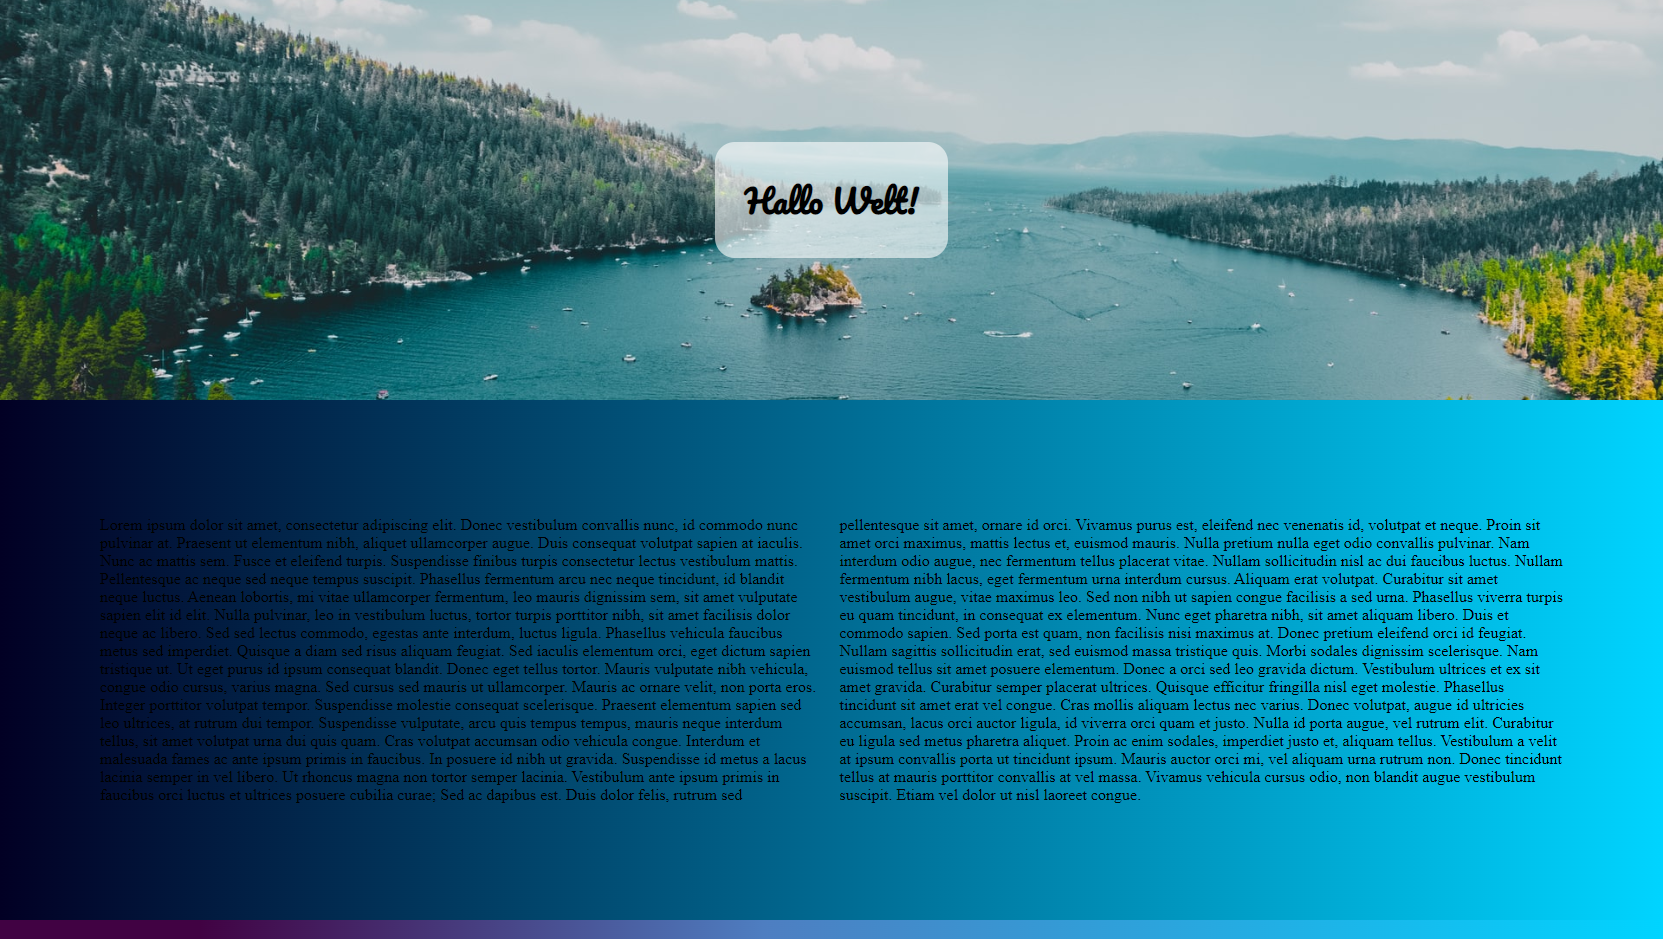 Hallo Welt!
Lorem ipsum dolor sit amet, consectetur adipiscing elit. Donec vestibulum convallis nunc, id commodo nunc
pulvinar at. Praesent ut elementum nibh, aliquet ullamcorper augue. Duis consequat volutpat sapien at iaculis.
Nunc ac mattis sem. Fusce et eleifend turpis. Suspendisse finibus turpis consectetur lectus vestibulum mattis.
Pellentesque ac neque sed neque tempus suscipit. Phasellus fermentum arcu nec neque tincidunt, id blandit
neque luctus. Aenean lobortis, mi vitae ullamcorper fermentum, leo mauris dignissim sem, sit amet vulputate
sapien elit id elit. Nulla pulvinar, leo in vestibulum luctus, tortor turpis porttitor nibh, sit amet facilisis dolor
neque ac libero. Sed sed lectus commodo, egestas ante interdum, luctus ligula. Phasellus vehicula faucibus
metus sed imperdiet. Quisque a diam sed risus aliquam feugiat. Sed iaculis elementum orci, eget dictum sapien
tristique ut. Ut eget purus id ipsum consequat blandit. Donec eget tellus tortor. Mauris vulputate nibh vehicula,
congue odio cursus, varius magna. Sed cursus sed mauris ut ullamcorper. Mauris ac ornare velit, non porta eros.
Integer porttitor volutpat tempor. Suspendisse molestie consequat scelerisque. Praesent elementum sapien sed
leo ultrices, at rutrum dui tempor. Suspendisse vulputate, arcu quis tempus tempus, mauris neque interdum
tellus, sit amet volutpat urna dui quis quam. Cras volutpat accumsan odio vehicula congue. Interdum et
malesuada fames ac ante ipsum primis in faucibus. In posuere id nibh ut gravida. Suspendisse id metus a lacus
lacinia semper in vel libero. Ut rhoncus magna non tortor semper lacinia. Vestibulum ante ipsum primis in
faucibus orci luctus et ultrices posuere cubilia curae; Sed ac dapibus est. Duis dolor felis, rutrum sed
pellentesque sit amet, ornare id orci. Vivamus purus est, eleifend nec venenatis id, volutpat et neque. Proin sit
amet orci maximus, mattis lectus et, euismod mauris. Nulla pretium nulla eget odio convallis pulvinar. Nam
interdum odio augue, nec fermentum tellus placerat vitae. Nullam sollicitudin nisl ac dui faucibus luctus. Nullam
fermentum nibh lacus, eget fermentum urna interdum cursus. Aliquam erat volutpat. Curabitur sit amet
vestibulum augue, vitae maximus leo. Sed non nibh ut sapien congue facilisis a sed urna. Phasellus viverra turpis
eu quam tincidunt, in consequat ex elementum. Nunc eget pharetra nibh, sit amet aliquam libero. Duis et
commodo sapien. Sed porta est quam, non facilisis nisi maximus at. Donec pretium eleifend orci id feugiat.
Nullam sagittis sollicitudin erat, sed euismod massa tristique quis. Morbi sodales dignissim scelerisque. Nam
euismod tellus sit amet posuere elementum. Donec a orci sed leo gravida dictum. Vestibulum ultrices et ex sit
amet gravida. Curabitur semper placerat ultrices. Quisque efficitur fringilla nisl eget molestie. Phasellus
tincidunt sit amet erat vel congue. Cras mollis aliquam lectus nec varius. Donec volutpat, augue id ultricies
accumsan, lacus orci auctor ligula, id viverra orci quam et justo. Nulla id porta augue, vel rutrum elit. Curabitur
eu ligula sed metus pharetra aliquet. Proin ac enim sodales, imperdiet justo et, aliquam tellus. Vestibulum a velit
at ipsum convallis porta ut tincidunt ipsum. Mauris auctor orci mi, vel aliquam urna rutrum non. Donec tincidunt
tellus at mauris porttitor convallis at vel massa. Vivamus vehicula cursus odio, non blandit augue vestibulum
suscipit. Etiam vel dolor ut nisl laoreet congue.